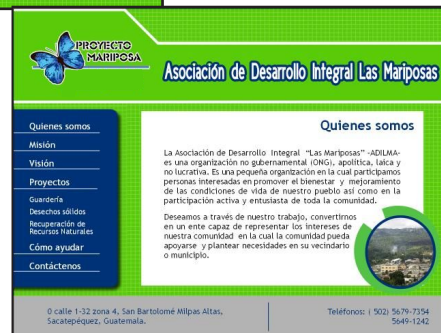 PROYECTO
MARIPOSA
Asociación de Desarrollo Integral Las Mariposas
Quienes somos
Misión
Visión
Proyectos
Guardería
Desechos sólidos
Recuperación de
Recursos Naturales
Cómo ayudar
Contáctenos
Quienes somos
La Asociación de Desarrollo Integral "Las Mariposas" -ADILMA-
es una organización no gubernamental (ONG), apolítica, laica y
no lucrativa. Es una pequeña organización en la cual participamos
personas interesadas en promover el bienestar y mejoramiento
de las condiciones de vida de nuestro pueblo así como en la
participación activa y entusiasta de toda la comunidad.
Deseamos a través de nuestro trabajo, convertirnos
en un ente capaz de representar los intereses de
nuestra comunidad en la cual la comunidad pueda
apoyarse y plantear necesidades en su vecindario
o municipio.
0 calle 1-32 zona 4, San Bartolomé Milpas Altas,
Sacatepéquez, Guatemala.
Teléfonos: ( 502) 5679-7354
5649-1242